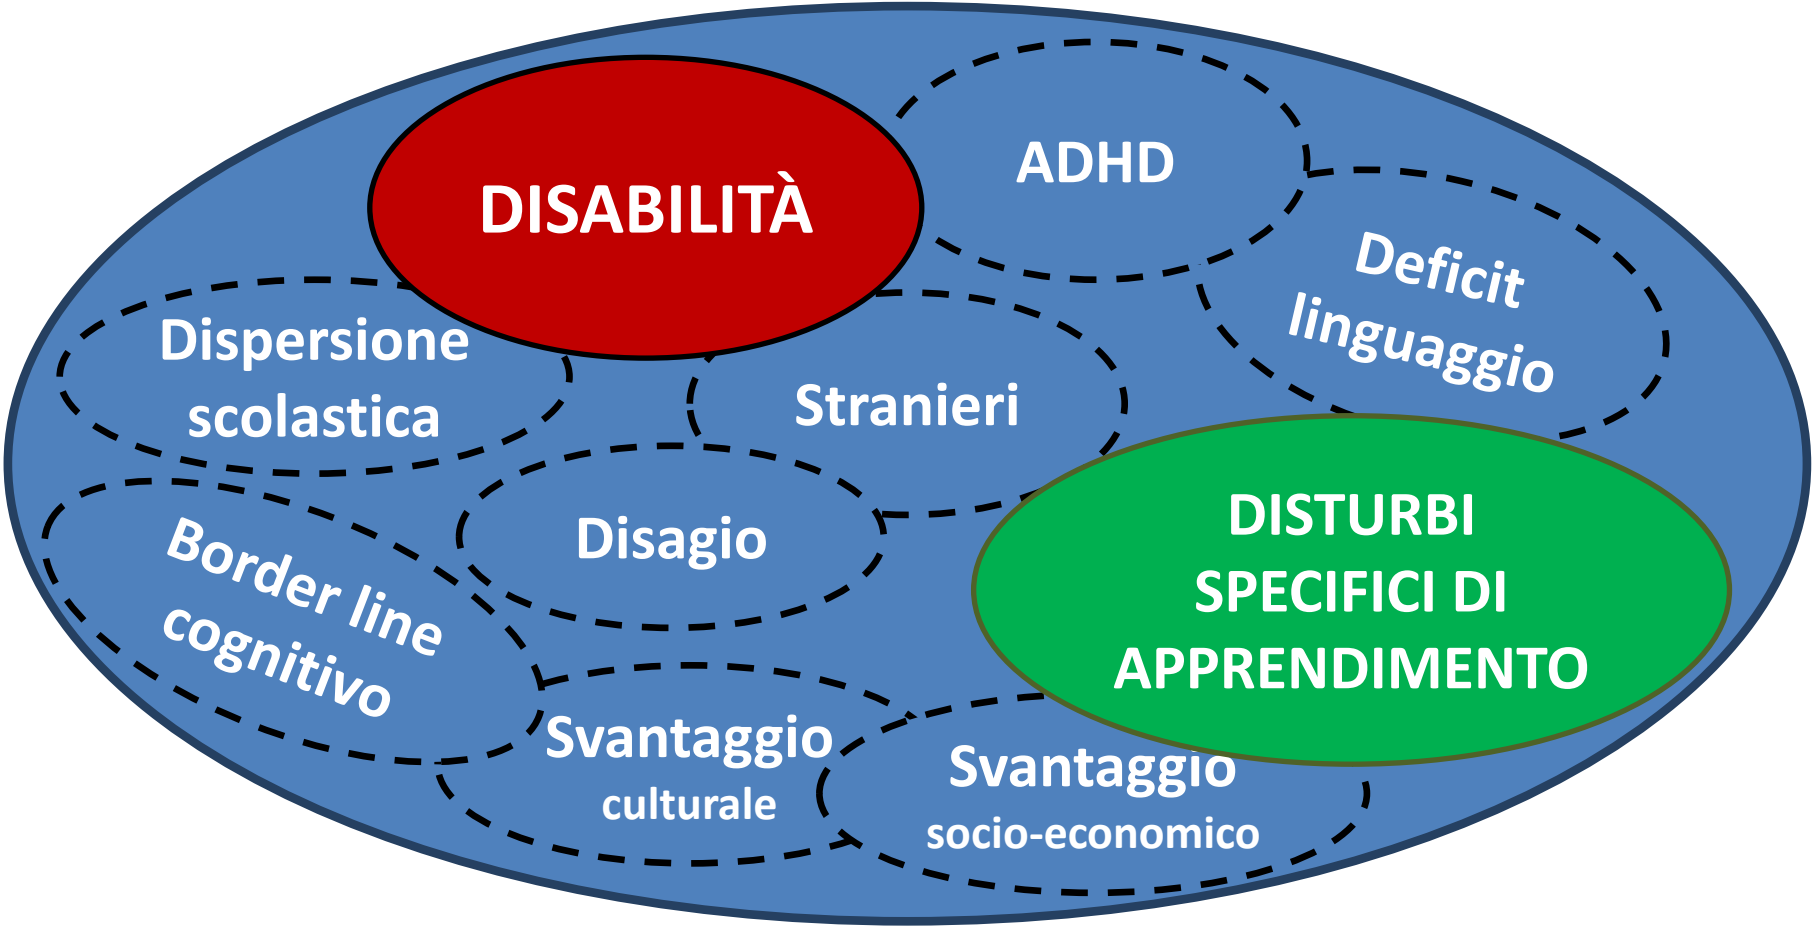 DISABILITÀ
ADHD
Deficit
linguaggio
Dispersione
scolastica
Stranieri
Disagio
DISTURBI
SPECIFICI DI
APPRENDIMENTO
Border line
cognitivo
Svantaggio
culturale
Svantaggio
socio-economico